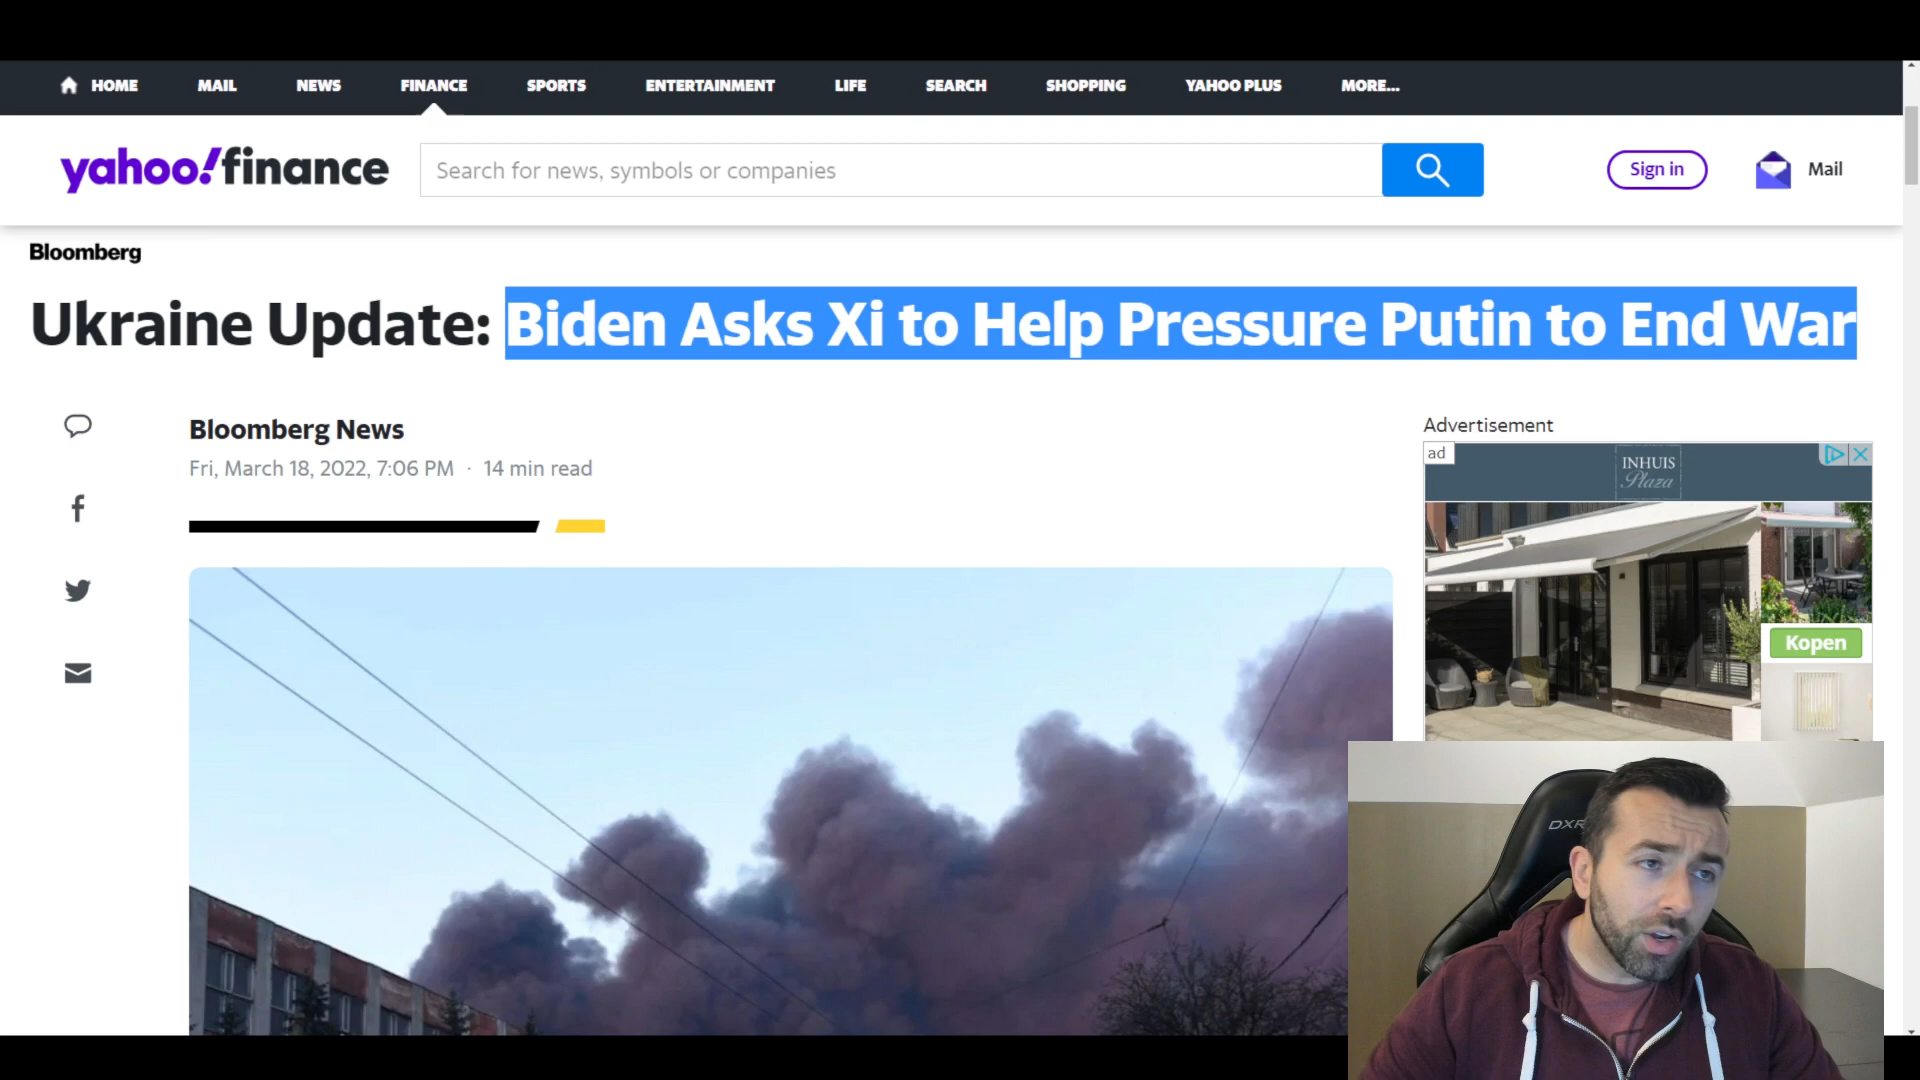 HOME MAIL NEWS FINANCE SPORTS ENTERTAINMENT LIFE SEARCH SHOPPING YAHOO PLUS MORE...
yahoo!finance Search for news, symbols or companies Sign in Mail
Bloomberg
Ukraine Update: Biden Asks Xi to Help Pressure Putin to End War
Bloomberg News
Fri, March 18, 2022, 7:06 PM · 14 min read
Advertisement
ad
INHUIS
Plaza
Kopen
DXR